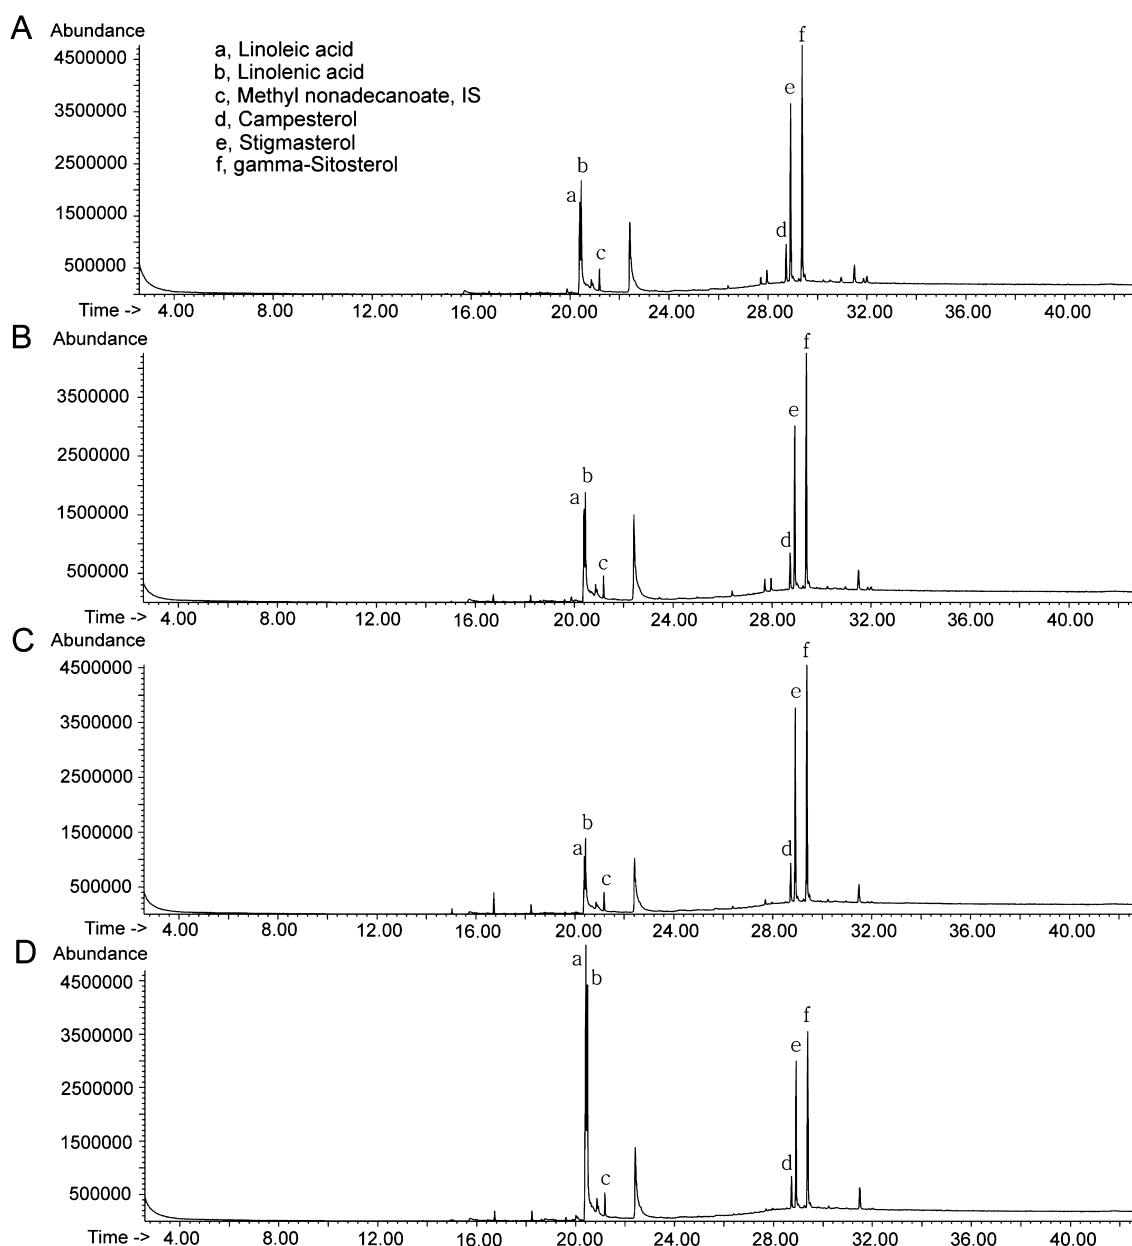 A
Abundance
a, Linoleic acid
b, Linolenic acid
c, Methyl nonadecanoate, IS
d, Campesterol
e, Stigmasterol
f, gamma-Sitosterol
4500000
3500000
2500000
1500000
500000
a
b
c
d
e
f
Time -> 4.00 8.00 12.00 16.00 20.00 24.00 28.00 32.00 36.00 40.00
B
Abundance
3500000
2500000
1500000
500000
a
b
c
d
e
f
Time -> 4.00 8.00 12.00 16.00 20.00 24.00 28.00 32.00 36.00 40.00
C
Abundance
4500000
3500000
2500000
1500000
500000
a
b
c
d
e
f
Time -> 4.00 8.00 12.00 16.00 20.00 24.00 28.00 32.00 36.00 40.00
D
Abundance
4500000
3500000
2500000
1500000
500000
a
b
c
d
e
f
Time -> 4.00 8.00 12.00 16.00 20.00 24.00 28.00 32.00 36.00 40.00